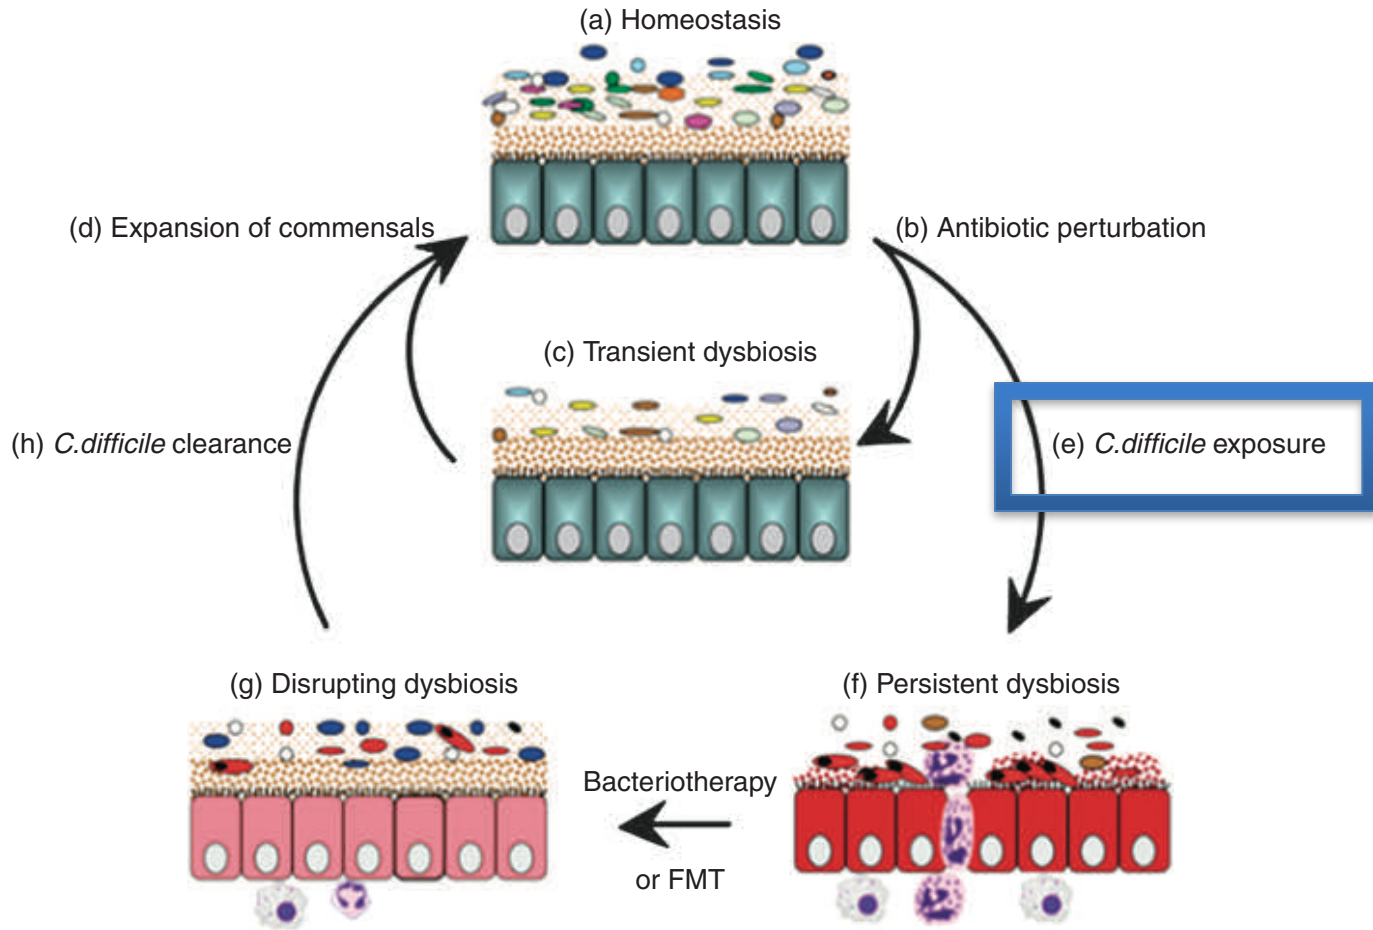 (a) Homeostasis
(d) Expansion of commensals
(b) Antibiotic perturbation
(c) Transient dysbiosis
(h) C.difficile clearance
(e) C.difficile exposure
(g) Disrupting dysbiosis
(f) Persistent dysbiosis
Bacteriotherapy
or FMT